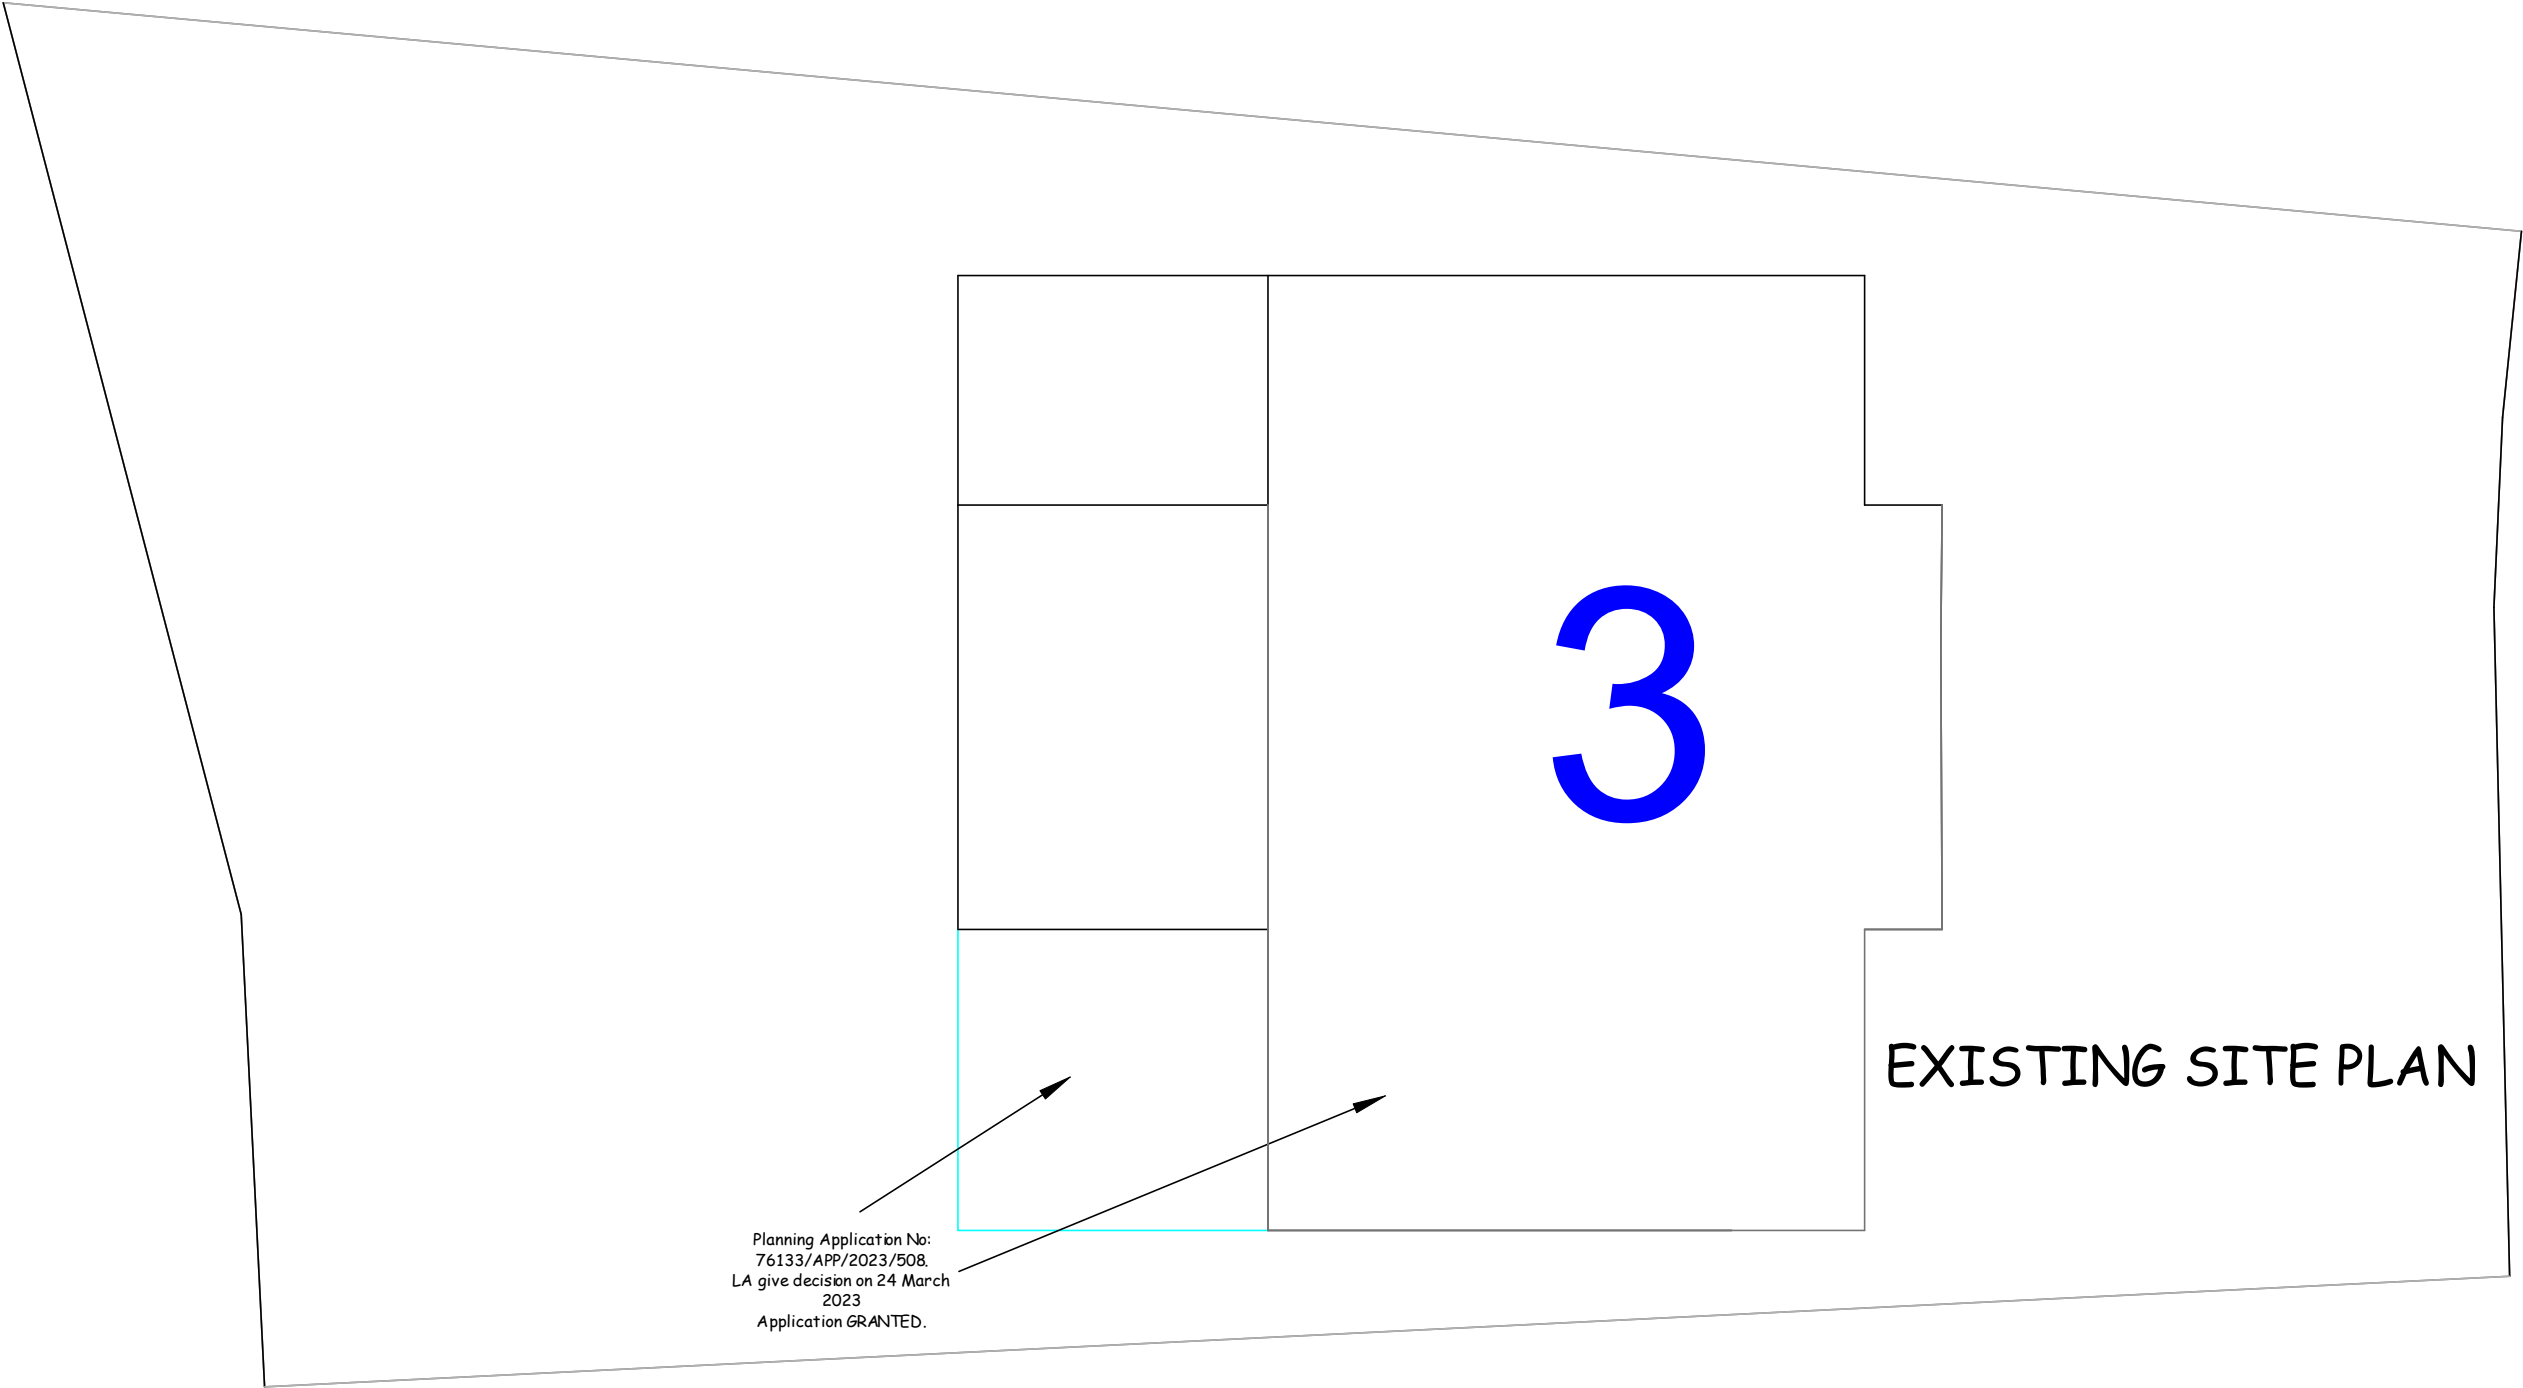 3
EXISTING SITE PLAN
Planning Application No:
76133/APP/2023/508.
LA give decision on 24 March
2023
Application GRANTED.